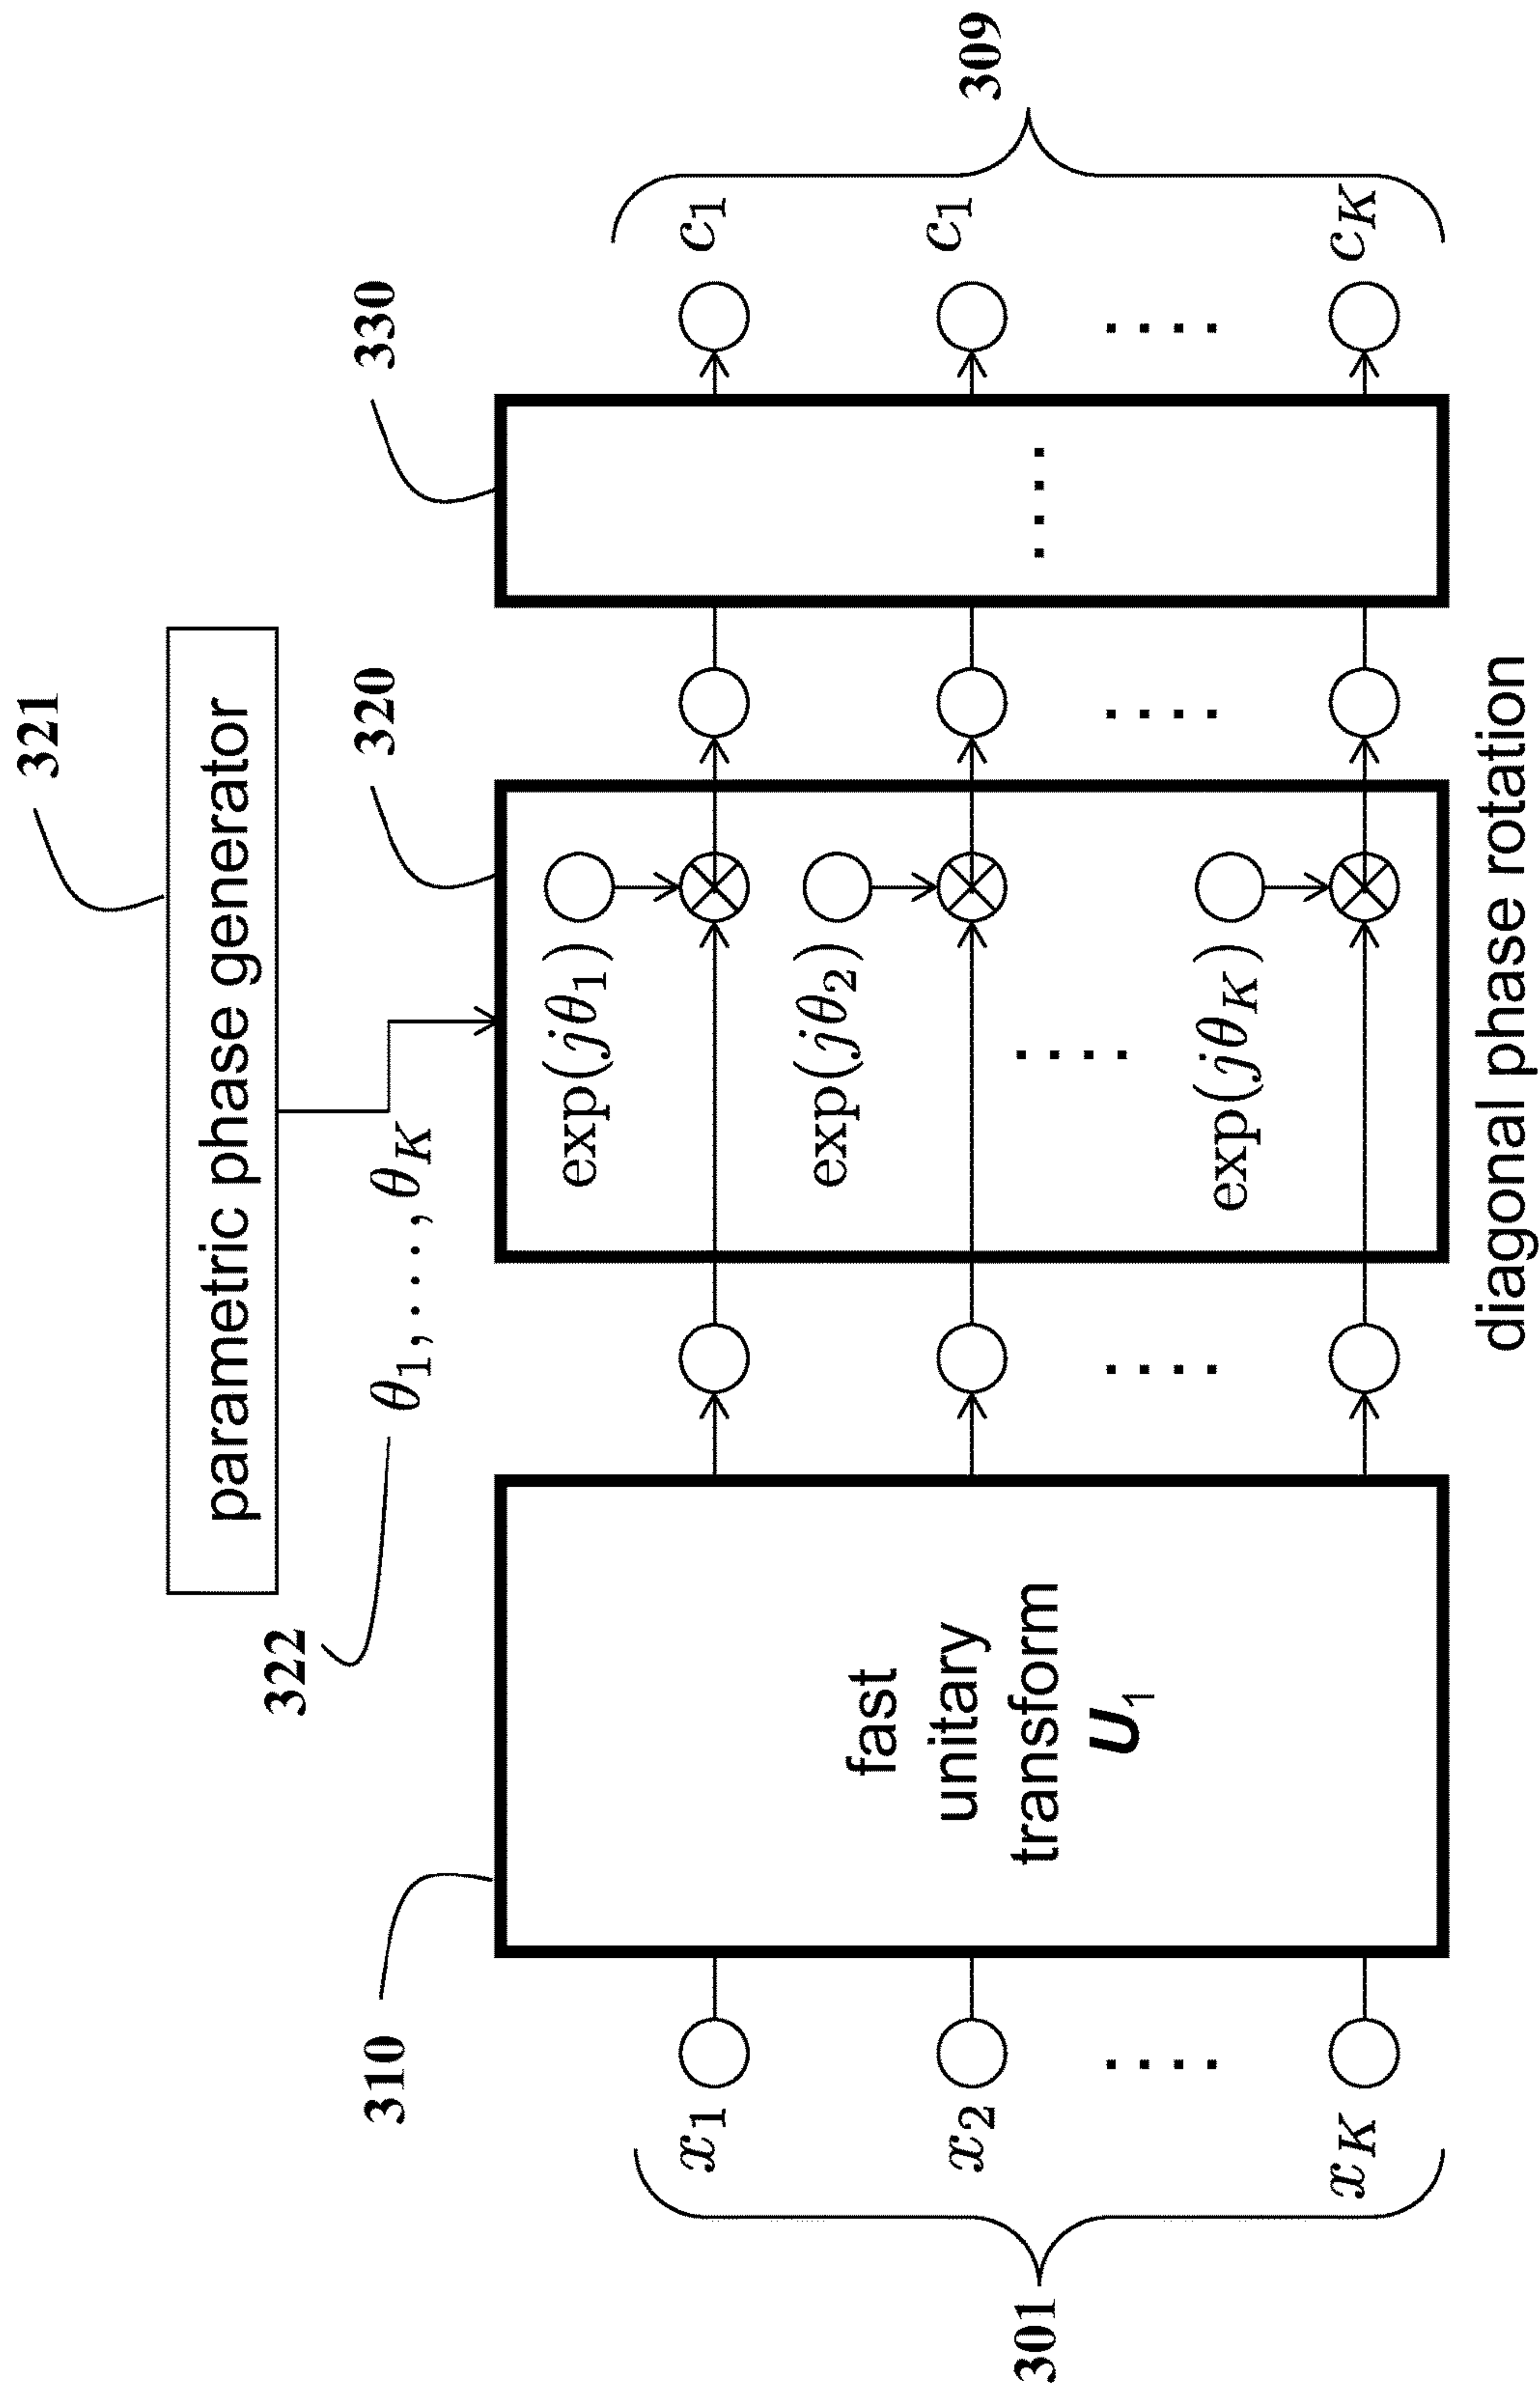 321
parametric phase generator
322
θ1, ..., θK
310
320
330
301
x1
x2
....
xK
fast
unitary
transform
U1
....
exp(jθ1)
exp(jθ2)
....
exp(jθK)
....
....
c1
c1
....
cK
309
diagonal phase rotation